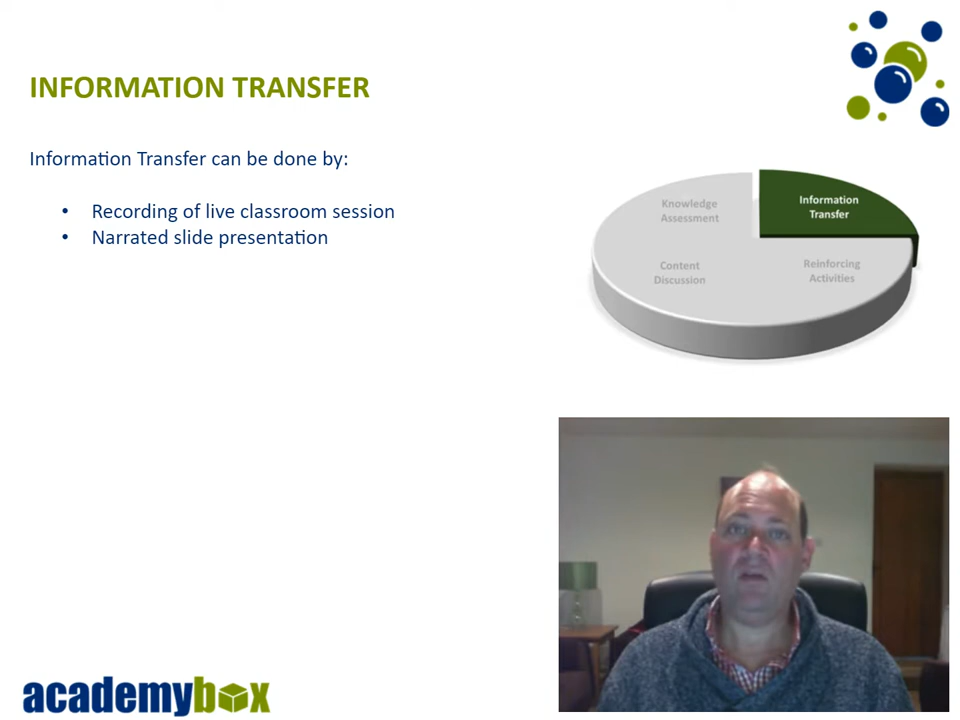 INFORMATION TRANSFER
Information Transfer can be done by:
• Recording of live classroom session
• Narrated slide presentation
Knowledge
Assessment
Information
Transfer
Content
Discussion
Reinforcing
Activities
academybox